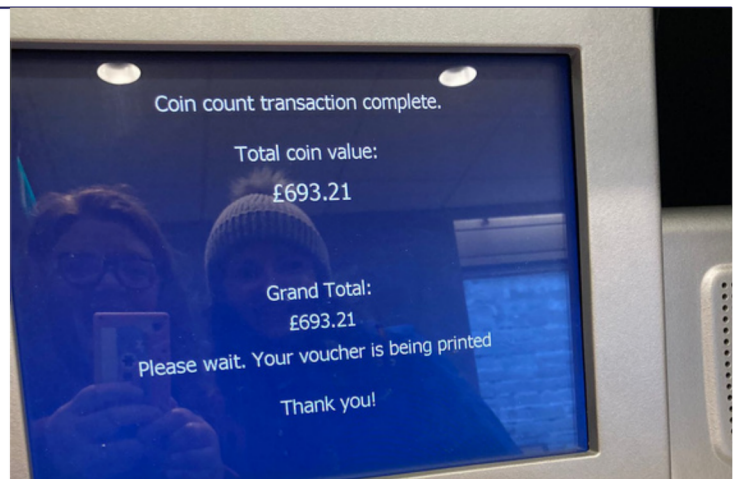 Coin count transaction complete.
Total coin value:
£693.21
Grand Total:
£693.21
Please wait. Your voucher is being printed
Thank you!